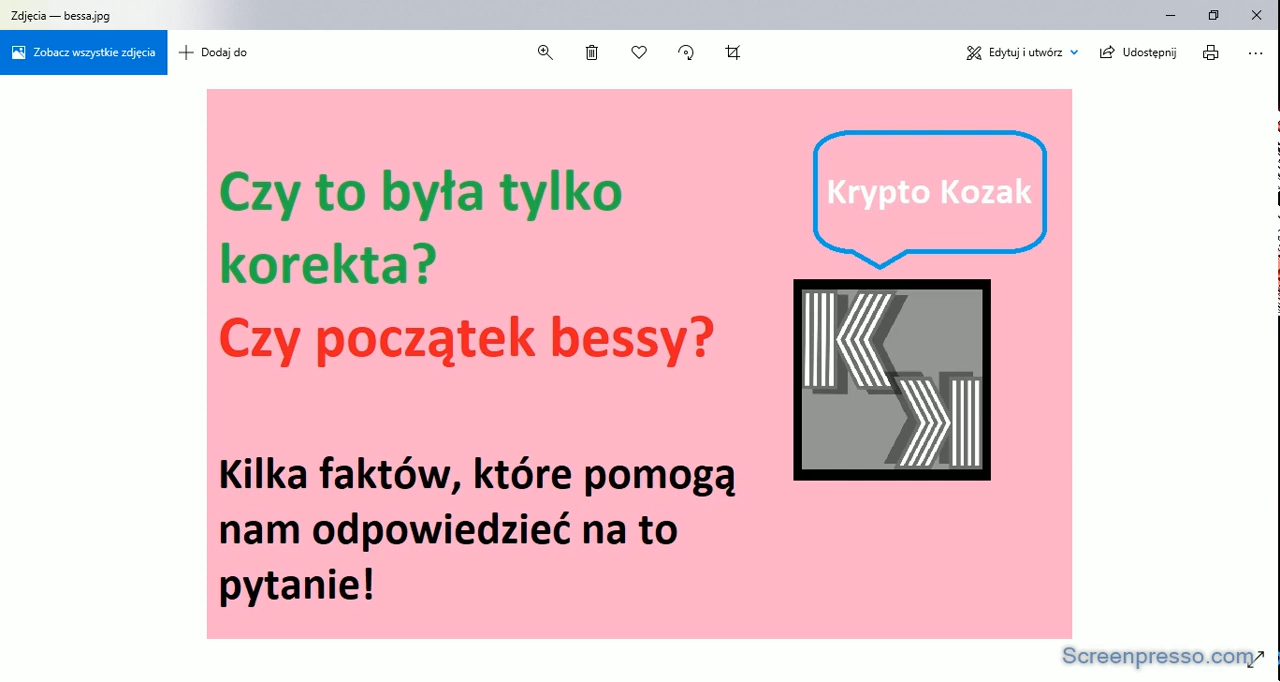 Zdjęcia — bessa.jpg
Zobacz wszystkie zdjęcia
Dodaj do
Edytuj i utwórz
Udostępnij
Czy to była tylko
korekta?
Czy początek bessy?
Krypto Kozak
KK
Kilka faktów, które pomogą
nam odpowiedzieć na to
pytanie!
Screenpresso.com